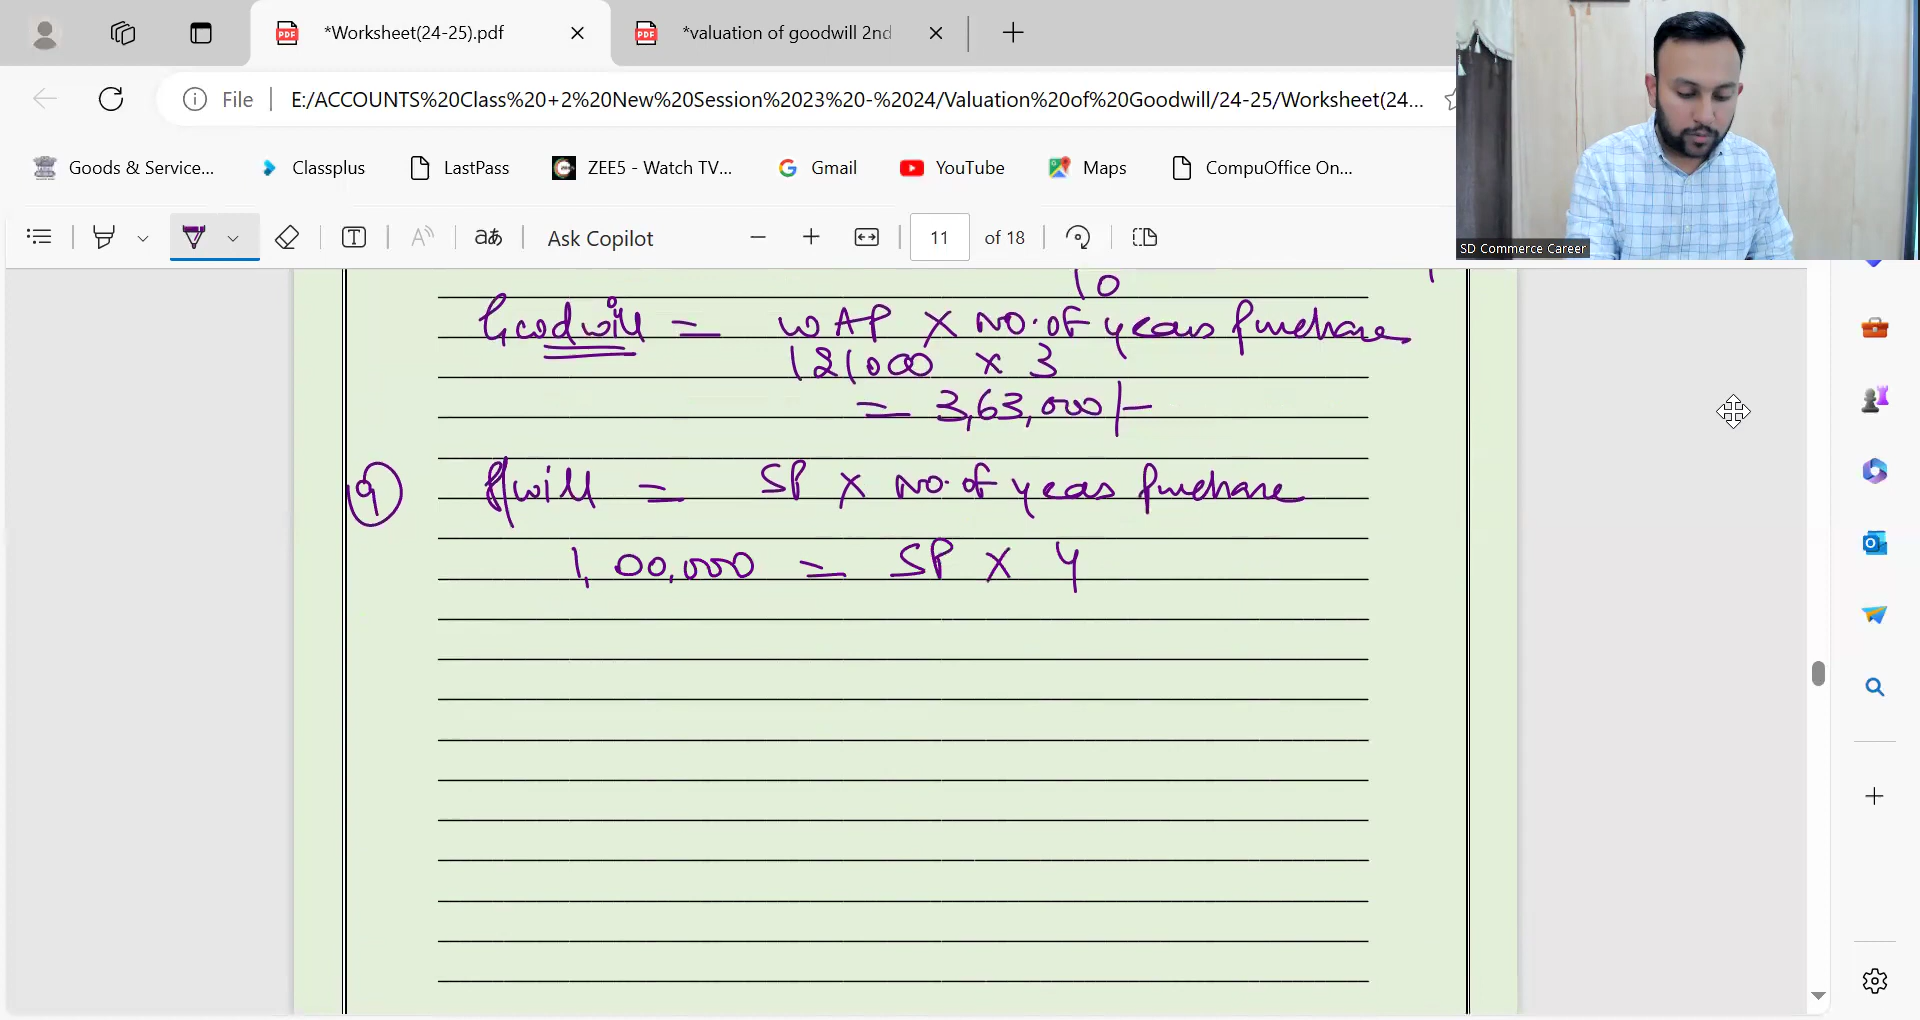 *Worksheet(24-25).pdf
*valuation of goodwill 2nd
File
E:/ACCOUNTS%20Class%20+2%20New%20Session%202023%20-%2024/Valuation%20of%20Goodwill/24-25/Worksheet(24...
Goods & Service...
Classplus
LastPass
ZEE5 - Watch TV...
Gmail
YouTube
Maps
CompuOffice On...
Ask Copilot
11 of 18
SD Commerce Career
10
Goodwill = WAP X No. of years Purchase
121000 x 3
= 3,63,000/-
9 G/will = SP X No. of years Purchase
1,00,000 = SP X 4